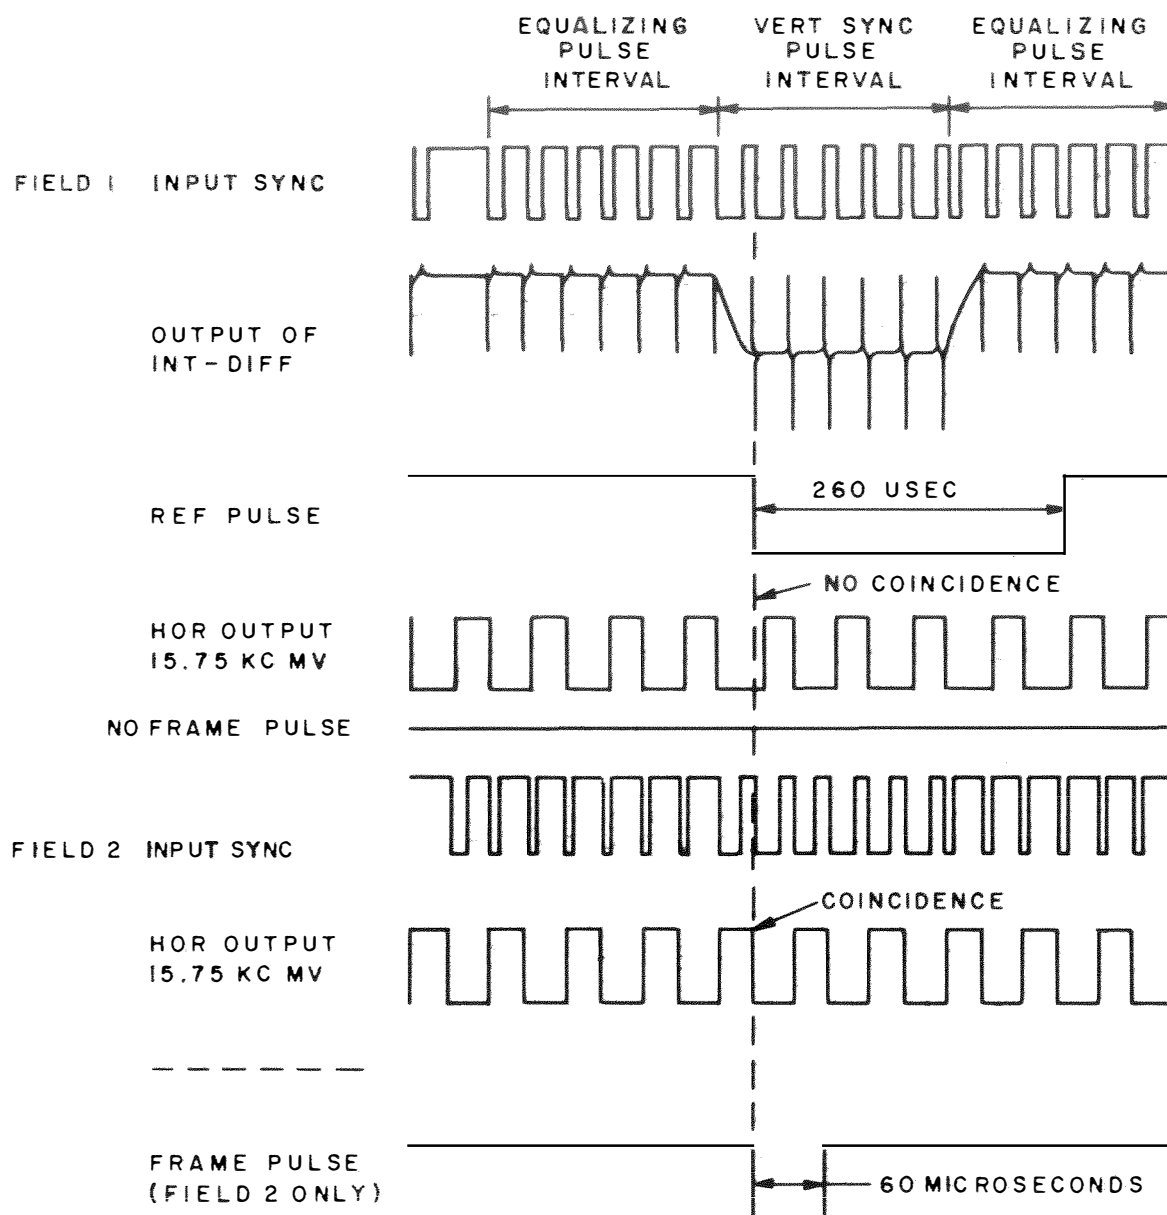 EQUALIZING PULSE INTERVAL
VERT SYNC PULSE INTERVAL
EQUALIZING PULSE INTERVAL
FIELD 1 INPUT SYNC
OUTPUT OF
INT-DIFF
REF PULSE
260 USEC
NO COINCIDENCE
HOR OUTPUT
15.75 KC MV
NO FRAME PULSE
FIELD 2 INPUT SYNC
COINCIDENCE
HOR OUTPUT
15.75 KC MV
FRAME PULSE
(FIELD 2 ONLY)
60 MICROSECONDS